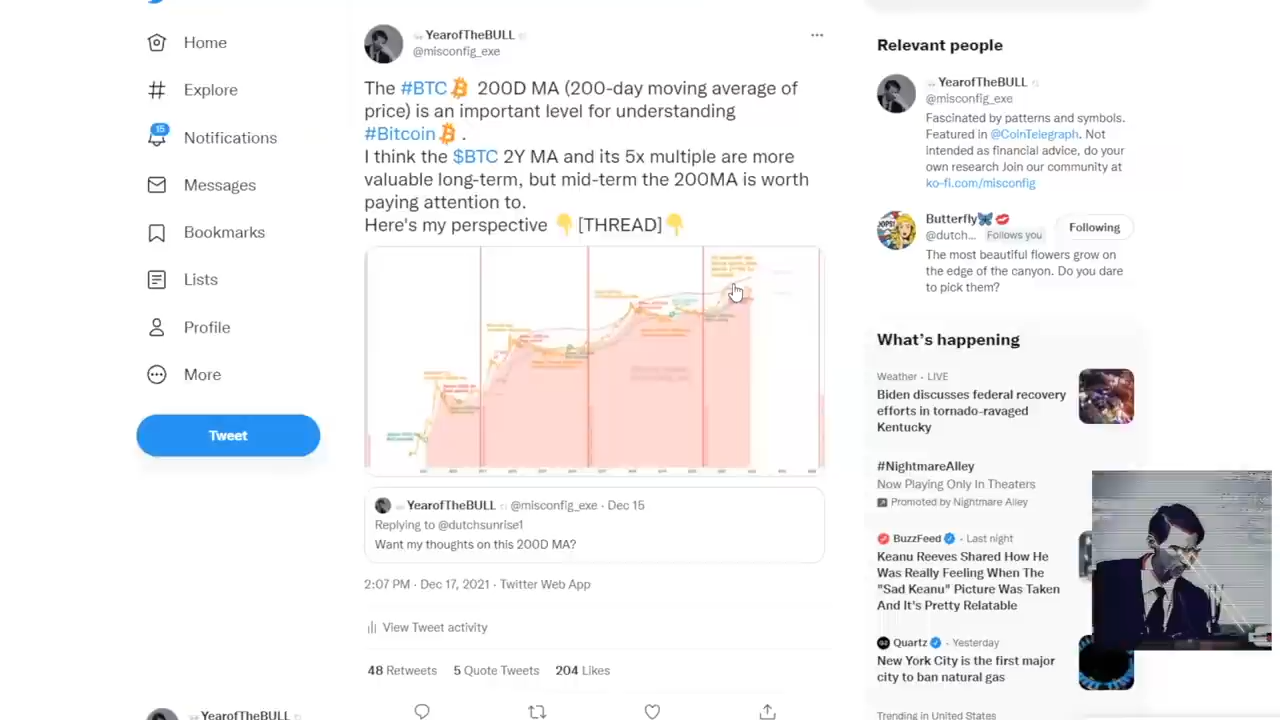 Home
Explore
15
Notifications
Messages
Bookmarks
Lists
Profile
More
Tweet
YearofTheBULL
@misconfig_exe
The #BTC 200D MA (200-day moving average of
price) is an important level for understanding
#Bitcoin .
I think the $BTC 2Y MA and its 5x multiple are more
valuable long-term, but mid-term the 200MA is worth
paying attention to.
Here's my perspective 👇[THREAD]👇
YearofTheBULL @misconfig_exe · Dec 15
Replying to @dutchsunrise1
Want my thoughts on this 200D MA?
2:07 PM · Dec 17, 2021 · Twitter Web App
View Tweet activity
48 Retweets 5 Quote Tweets 204 Likes
YearofTheBULL
Relevant people
YearofTheBULL
@misconfig_exe
Fascinated by patterns and symbols.
Featured in @CoinTelegraph. Not
intended as financial advice, do your
own research Join our community at
ko-fi.com/misconfig
Butterfly🦋💋
@dutch... Follows you
Following
The most beautiful flowers grow on
the edge of the canyon. Do you dare
to pick them?
What's happening
Weather · LIVE
Biden discusses federal recovery
efforts in tornado-ravaged
Kentucky
#NightmareAlley
Now Playing Only In Theaters
Promoted by Nightmare Alley
BuzzFeed · Last night
Keanu Reeves Shared How He
Was Really Feeling When The
"Sad Keanu" Picture Was Taken
And It's Pretty Relatable
Quartz · Yesterday
New York City is the first major
city to ban natural gas
Trending in United States